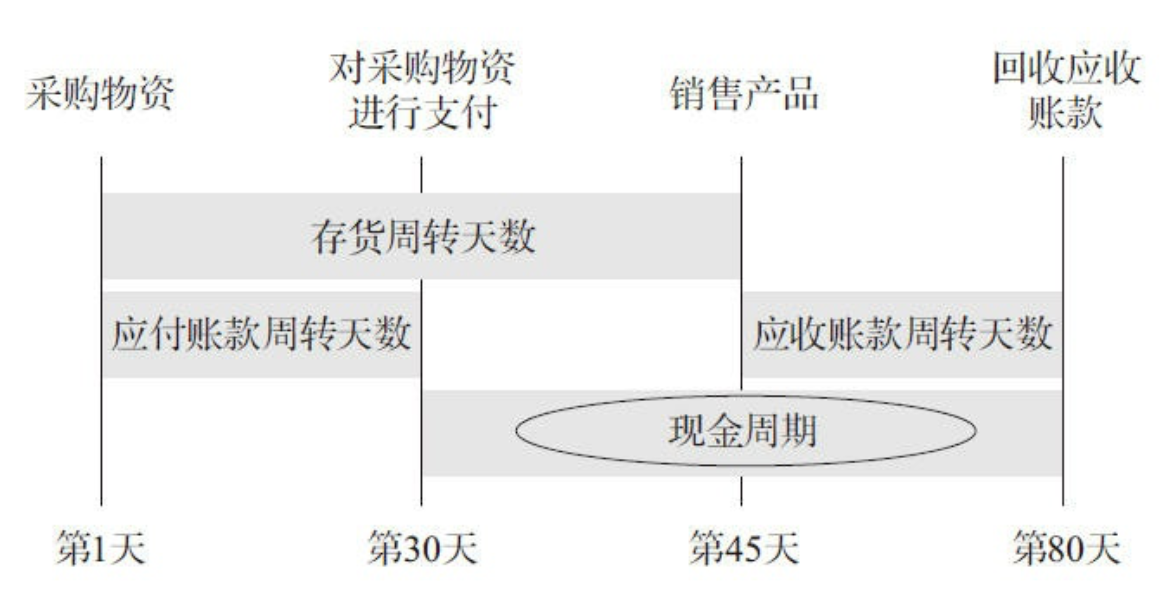 采购物资
对采购物资
进行支付
销售产品
回收应收
账款
存货周转天数
应付账款周转天数
应收账款周转天数
现金周期
第1天
第30天
第45天
第80天